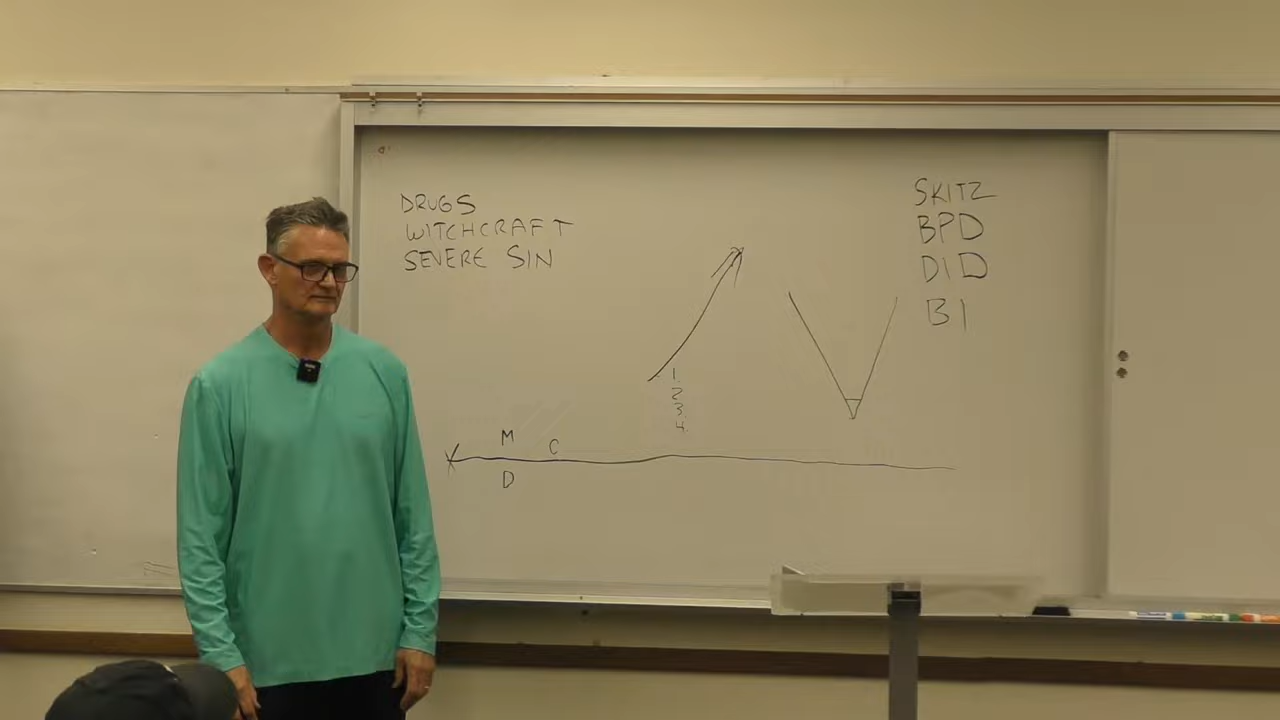 DRUGS
WITCHCRAFT
SEVERE SIN
SKITZ
BPD
DID
BI
1.
2
3.
4.
M
C
D